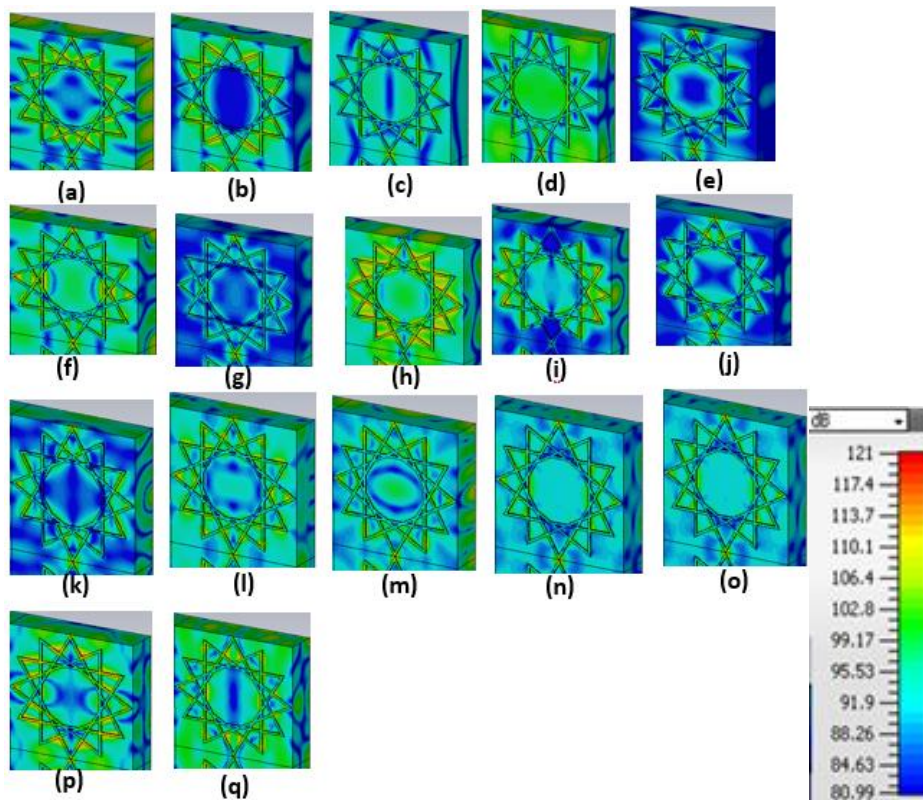 (a) (b) (c) (d) (e)
(f) (g) (h) (i) (j)
(k) (l) (m) (n) (o)
dB
121
117.4
113.7
110.1
106.4
102.8
99.17
95.53
91.9
88.26
84.63
80.99
(p) (q)